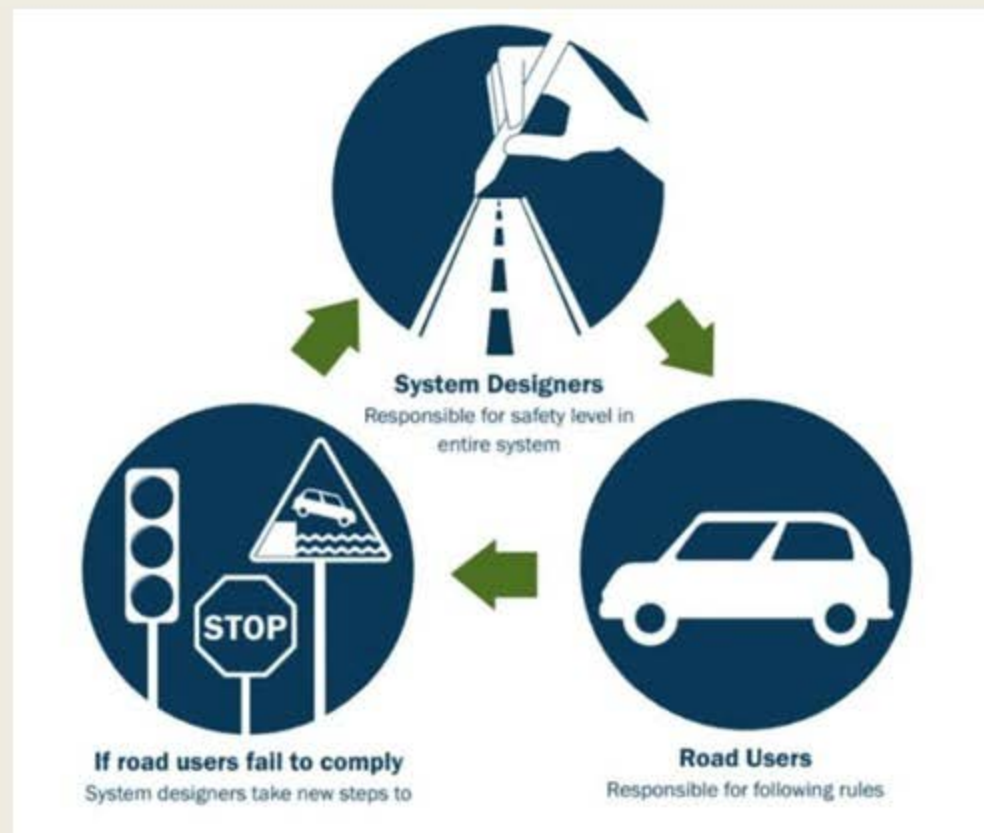 System Designers
Responsible for safety level in
entire system
STOP
If road users fail to comply
System designers take new steps to
Road Users
Responsible for following rules